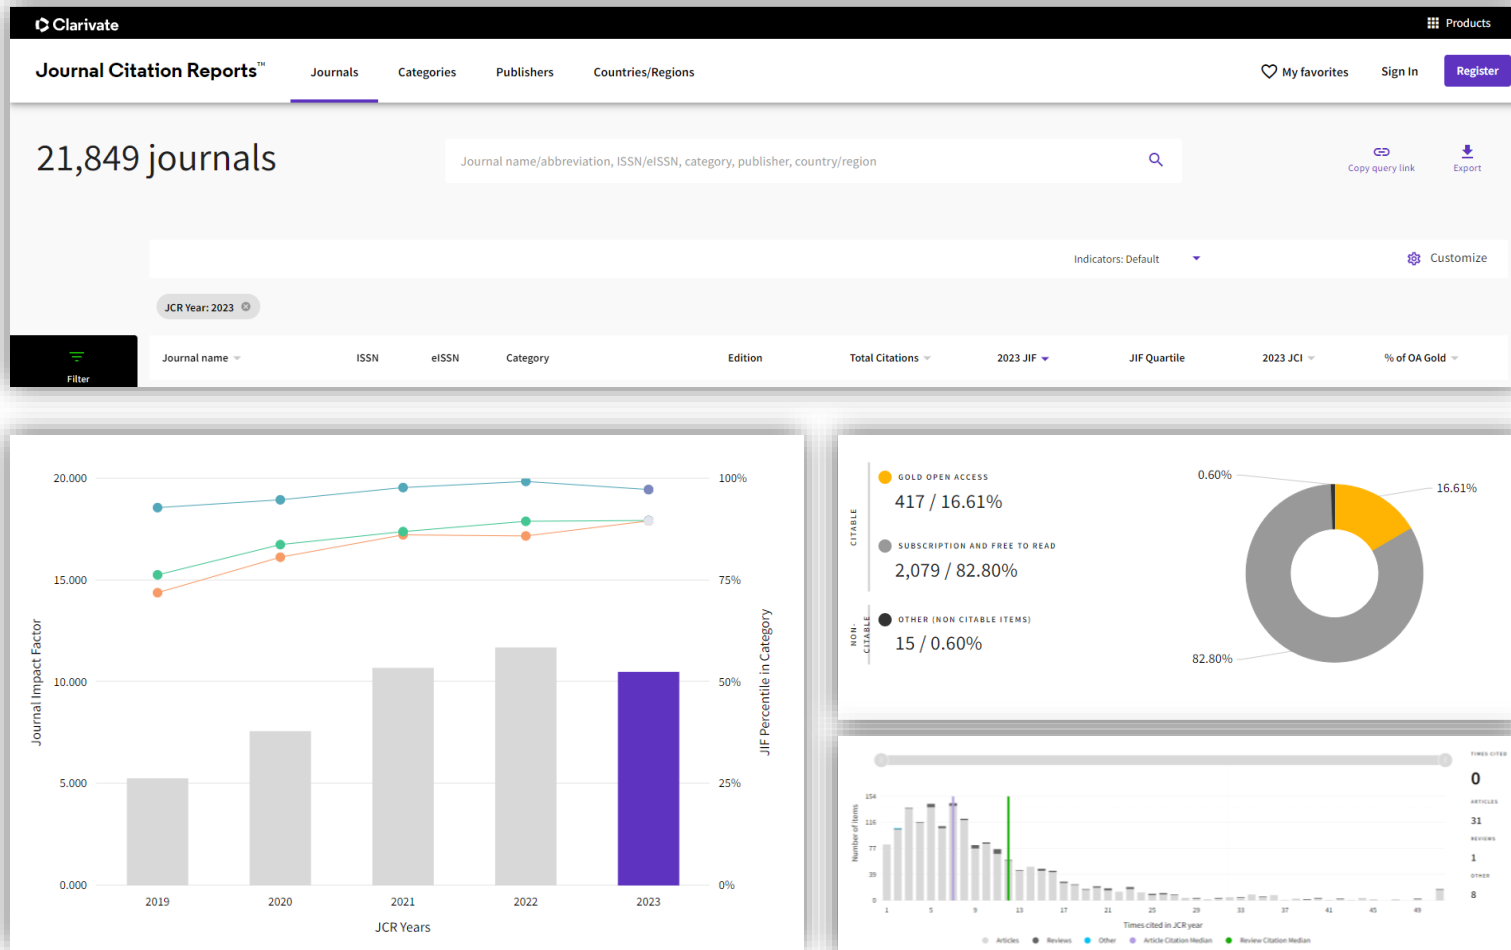 Clarivate
Products
Journal Citation Reports™
Journals
Categories
Publishers
Countries/Regions
My favorites
Sign In
Register
21,849 journals
Journal name/abbreviation, ISSN/eISSN, category, publisher, country/region
Copy query link
Export
Indicators: Default
Customize
JCR Year: 2023
Filter
Journal name
ISSN
eISSN
Category
Edition
Total Citations
2023 JIF
JIF Quartile
2023 JCI
% of OA Gold
Journal Impact Factor
20.000
15.000
10.000
5.000
0.000
100%
75%
50%
25%
0%
JIF Percentile in Category
2019
2020
2021
2022
2023
JCR Years
CITABLE
GOLD OPEN ACCESS
417 / 16.61%
SUBSCRIPTION AND FREE TO READ
2,079 / 82.80%
NON-CITABLE
OTHER (NON CITABLE ITEMS)
15 / 0.60%
0.60%
16.61%
82.80%
Number of items
154
116
77
39
0
1
5
9
13
17
21
25
29
33
37
41
45
49
Times cited in JCR year
Articles
Reviews
Other
Article Citation Median
Review Citation Median
TIMES CITED
0
ARTICLES
31
REVIEWS
1
OTHER
8